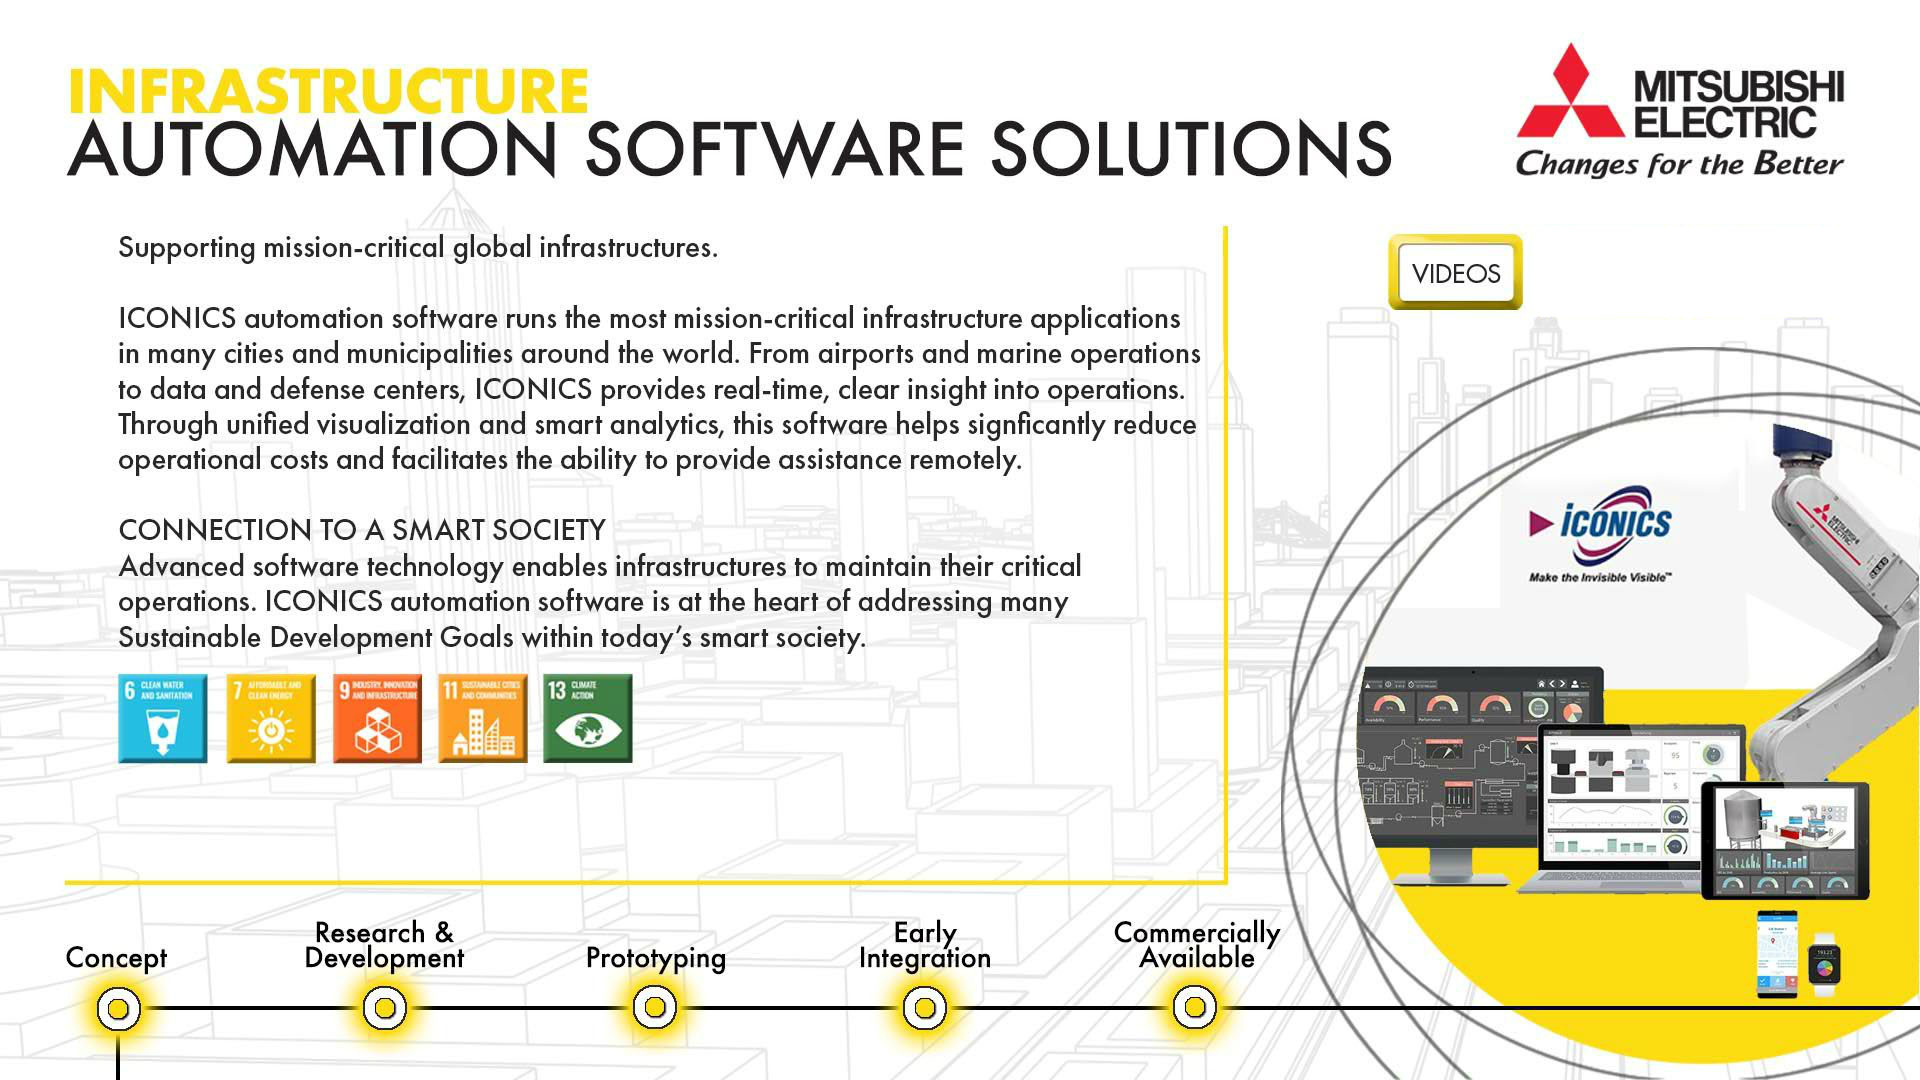 INFRASTRUCTURE
AUTOMATION SOFTWARE SOLUTIONS
MITSUBISHI
ELECTRIC
Changes for the Better
Supporting mission-critical global infrastructures.
ICONICS automation software runs the most mission-critical infrastructure applications
in many cities and municipalities around the world. From airports and marine operations
to data and defense centers, ICONICS provides real-time, clear insight into operations.
Through unified visualization and smart analytics, this software helps signficantly reduce
operational costs and facilitates the ability to provide assistance remotely.
CONNECTION TO A SMART SOCIETY
Advanced software technology enables infrastructures to maintain their critical
operations. ICONICS automation software is at the heart of addressing many
Sustainable Development Goals within today's smart society.
6 CLEAN WATER
AND SANITATION
7 AFFORDABLE AND
CLEAN ENERGY
9 INDUSTRY, INNOVATION
AND INFRASTRUCTURE
11 SUSTAINABLE CITIES
AND COMMUNITIES
13 CLIMATE
ACTION
VIDEOS
ICONICS
Make the Invisible Visible™
MITSUBISHI
ELECTRIC
Availability
Performance
Quality
Concept
Research &
Development
Prototyping
Early
Integration
Commercially
Available